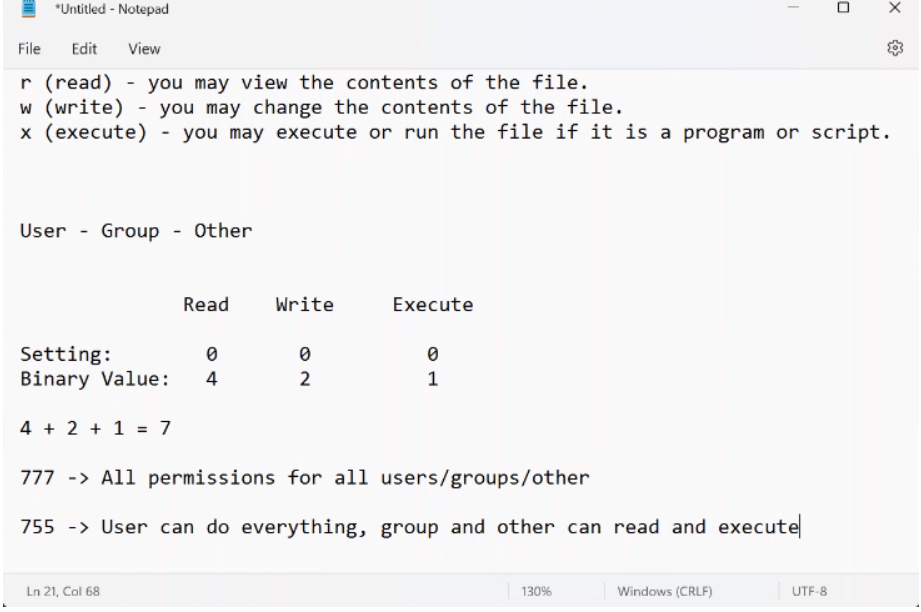 *Untitled - Notepad
File Edit View
r (read) - you may view the contents of the file.
w (write) - you may change the contents of the file.
x (execute) - you may execute or run the file if it is a program or script.
User - Group - Other
Read Write Execute
Setting: 0 0 0
Binary Value: 4 2 1
4 + 2 + 1 = 7
777 -> All permissions for all users/groups/other
755 -> User can do everything, group and other can read and execute
Ln 21, Col 68 130% Windows (CRLF) UTF-8